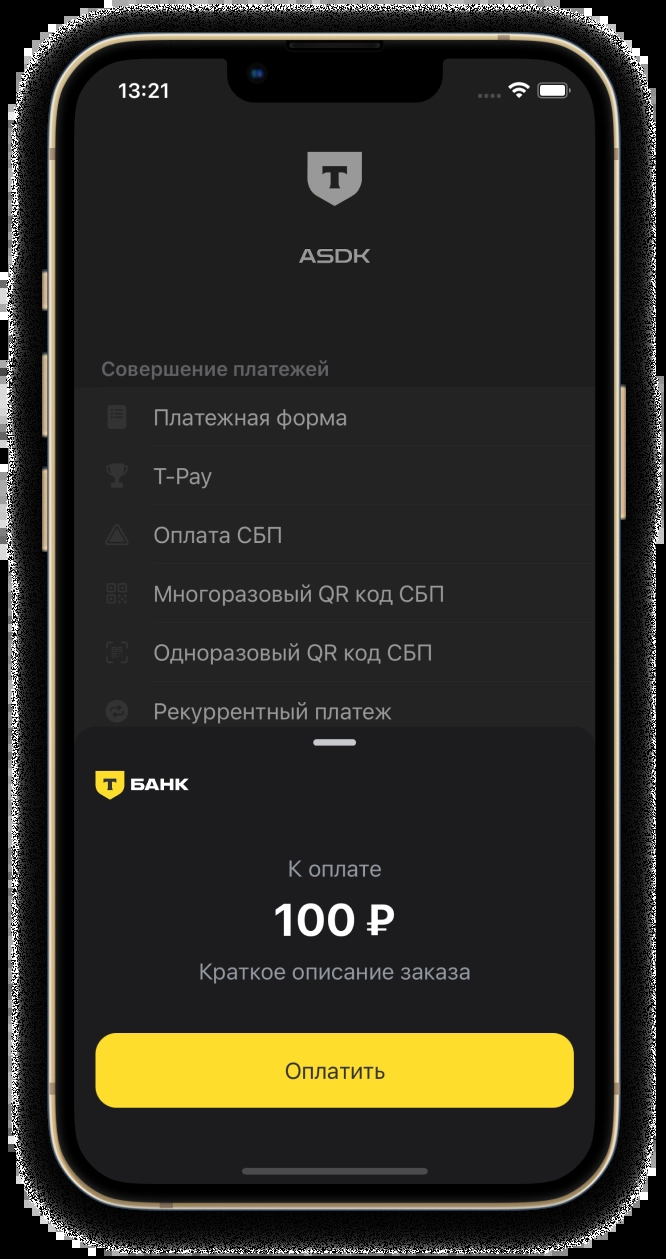 13:21
T
ASDK
Совершение платежей
Платежная форма
T-Pay
Оплата СБП
Многоразовый QR код СБП
Одноразовый QR код СБП
Рекуррентный платеж
Т БАНК
К оплате
100 ₽
Краткое описание заказа
Оплатить